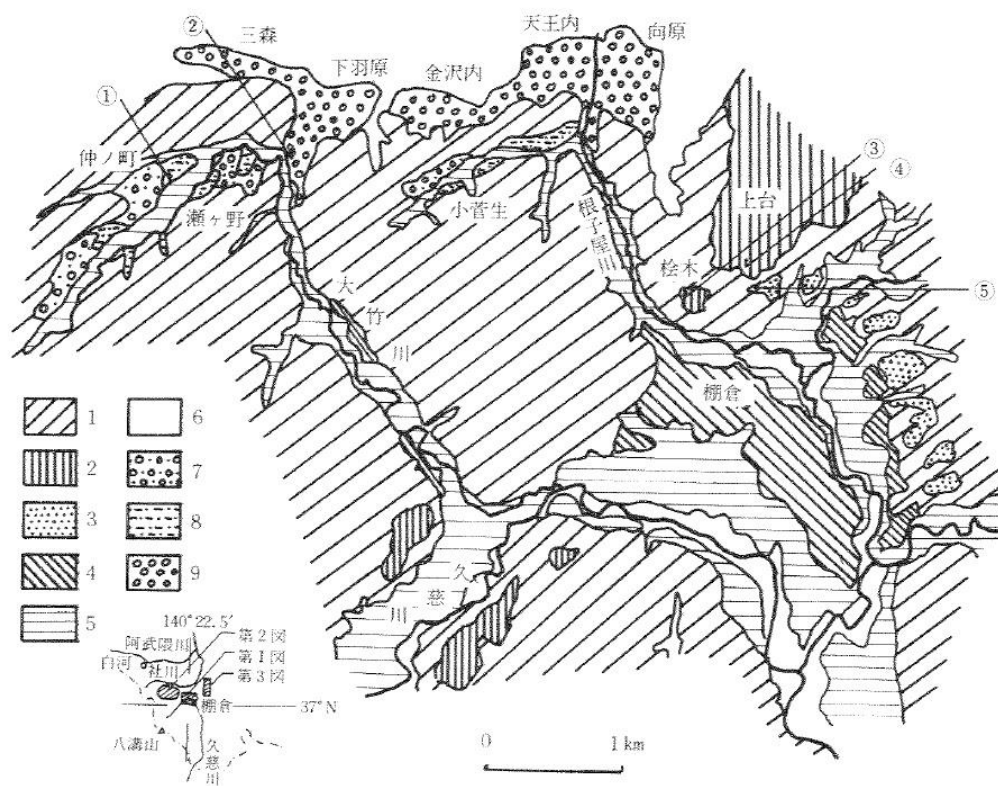 ②
三森
天王内
向原
下羽原
金沢内
①
仲ノ町
③
④
瀬ヶ野
小菅生
根子屋川
上台
桧木
⑤
大竹川
棚倉
久慈川
1
6
2
7
3
8
4
9
5
140°22.5′
阿武隈川
第2図
白河
社川
第1図
第3図
棚倉
37°N
八溝山
久慈川
0
1km